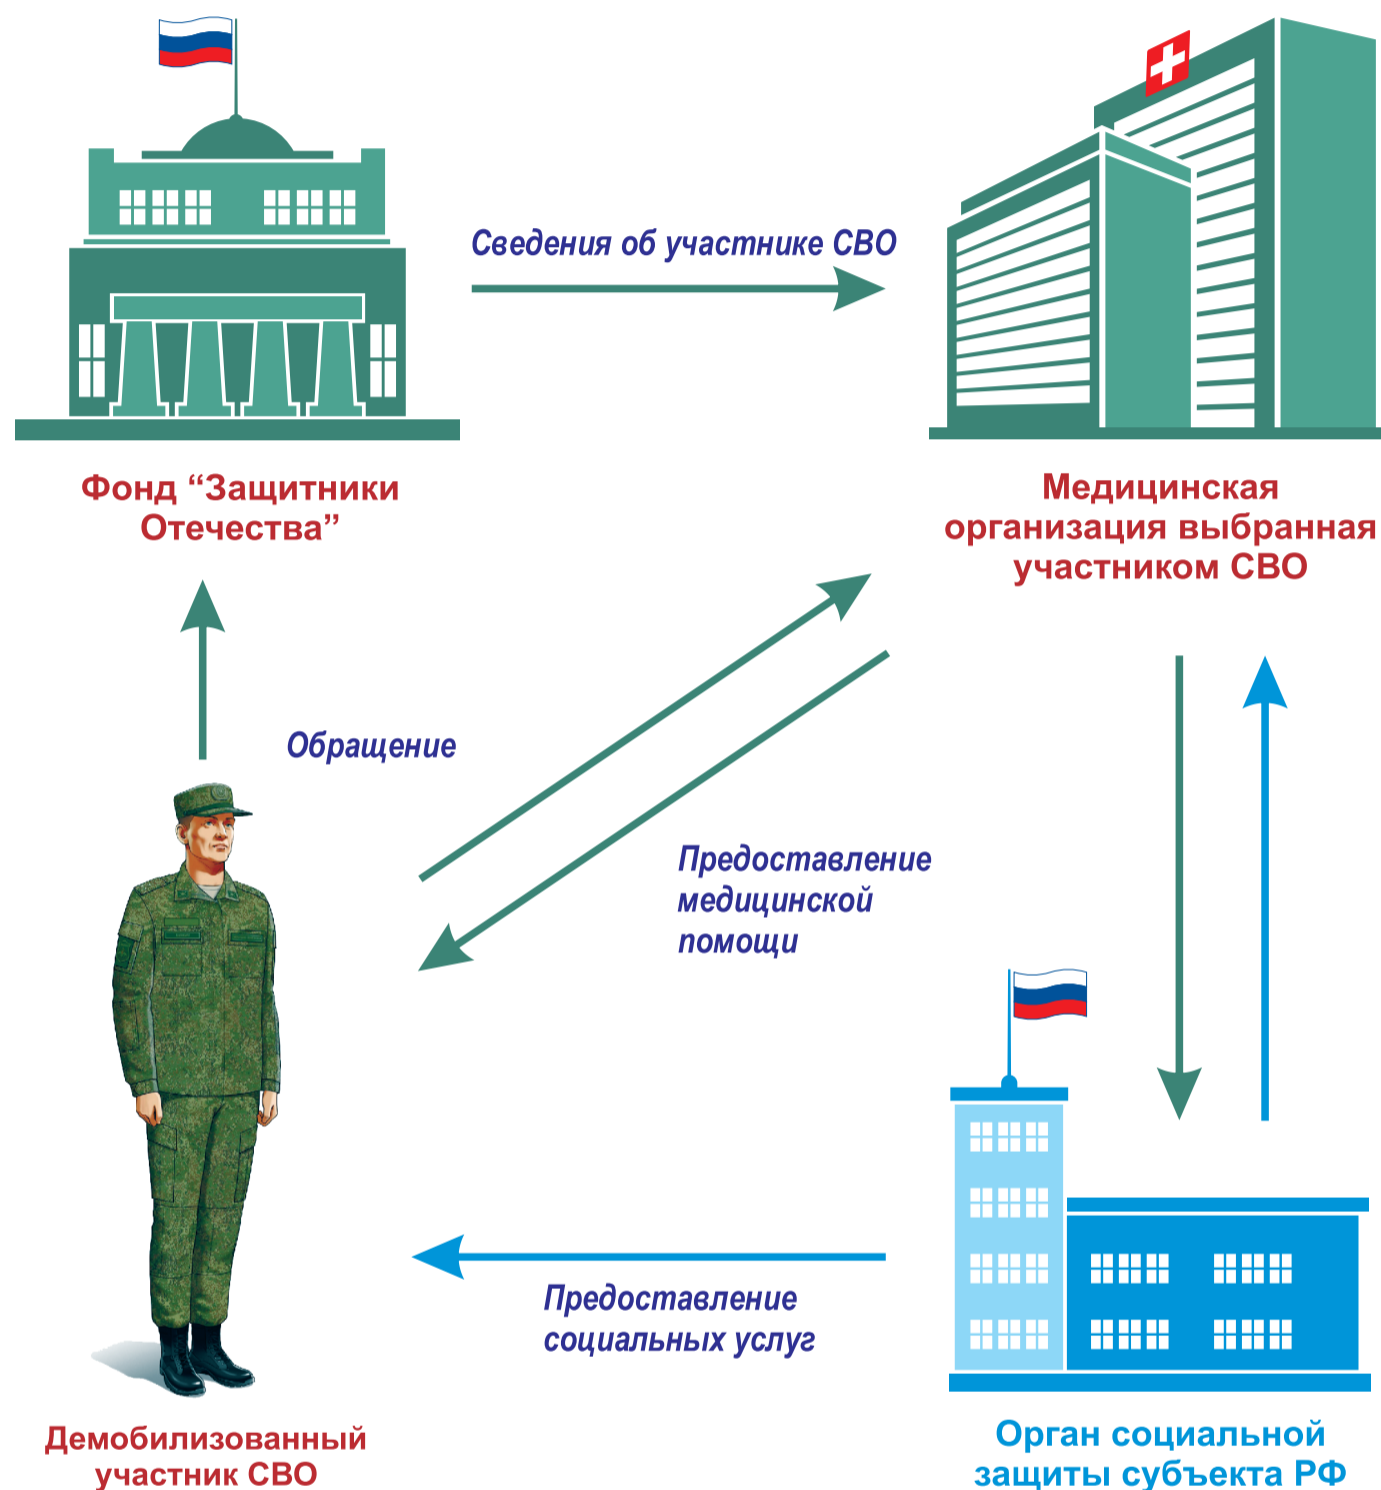 Сведения об участнике СВО
Фонд “Защитники
Отечества”
Медицинская
организация выбранная
участником СВО
Обращение
Предоставление
медицинской
помощи
Предоставление
социальных услуг
Демобилизованный
участник СВО
Орган социальной
защиты субъекта РФ